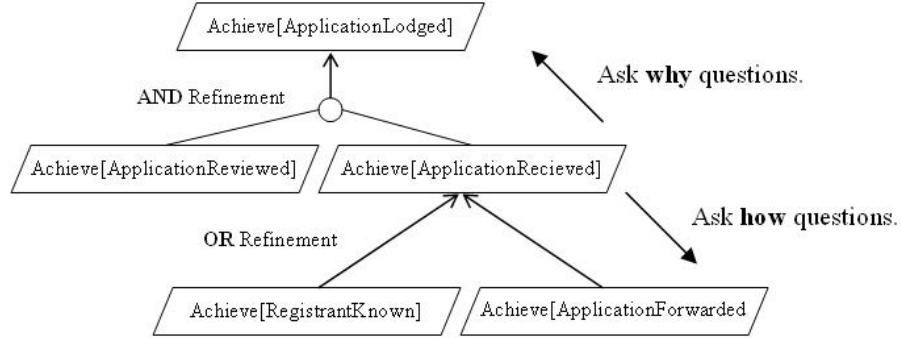 Achieve[ApplicationLodged]
Ask why questions.
AND Refinement
Achieve[ApplicationReviewed]
Achieve[ApplicationRecieved]
Ask how questions.
OR Refinement
Achieve[RegistrantKnown]
Achieve[ApplicationForwarded